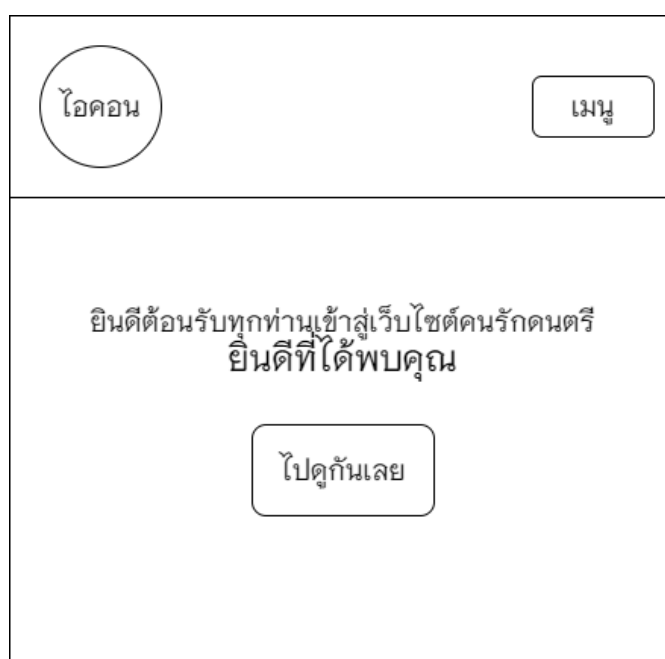 ไอคอน
เมนู
ยินดีต้อนรับทุกท่านเข้าสู่เว็บไซต์คนรักดนตรี
ยินดีที่ได้พบคุณ
ไปดูกันเลย